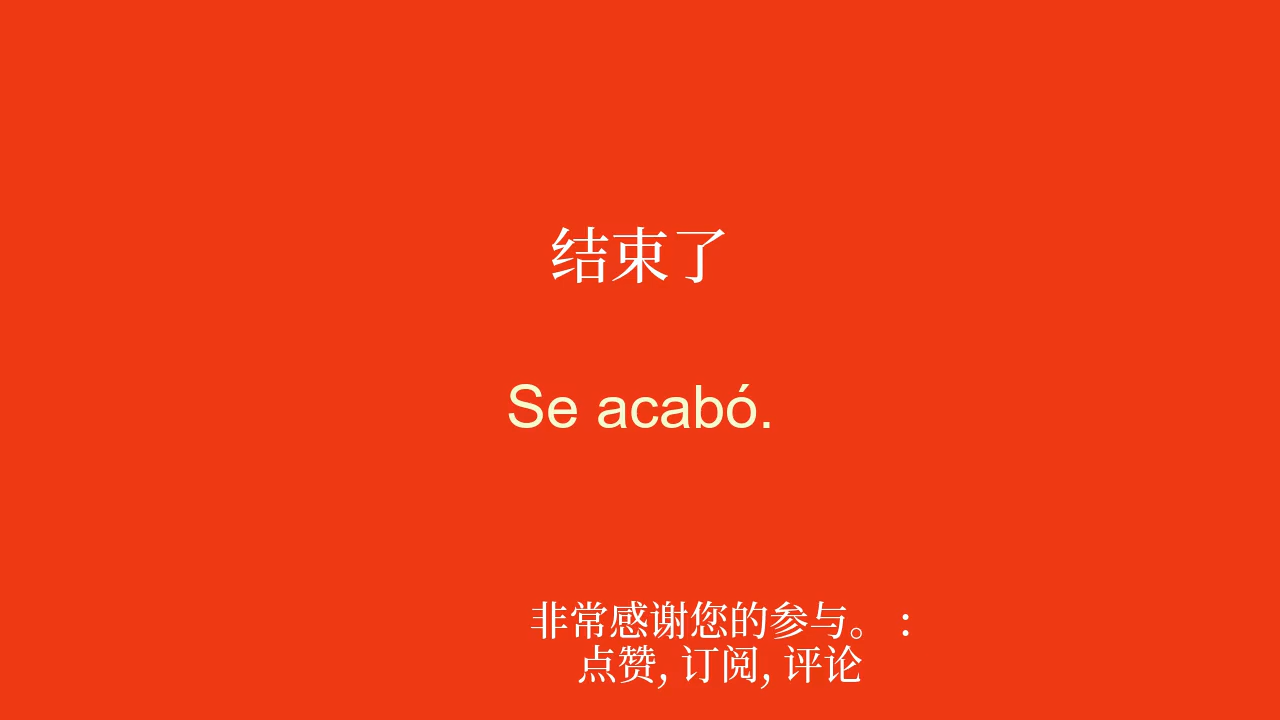 结束了
Se acabó.
非常感谢您的参与。 :
点赞, 订阅, 评论